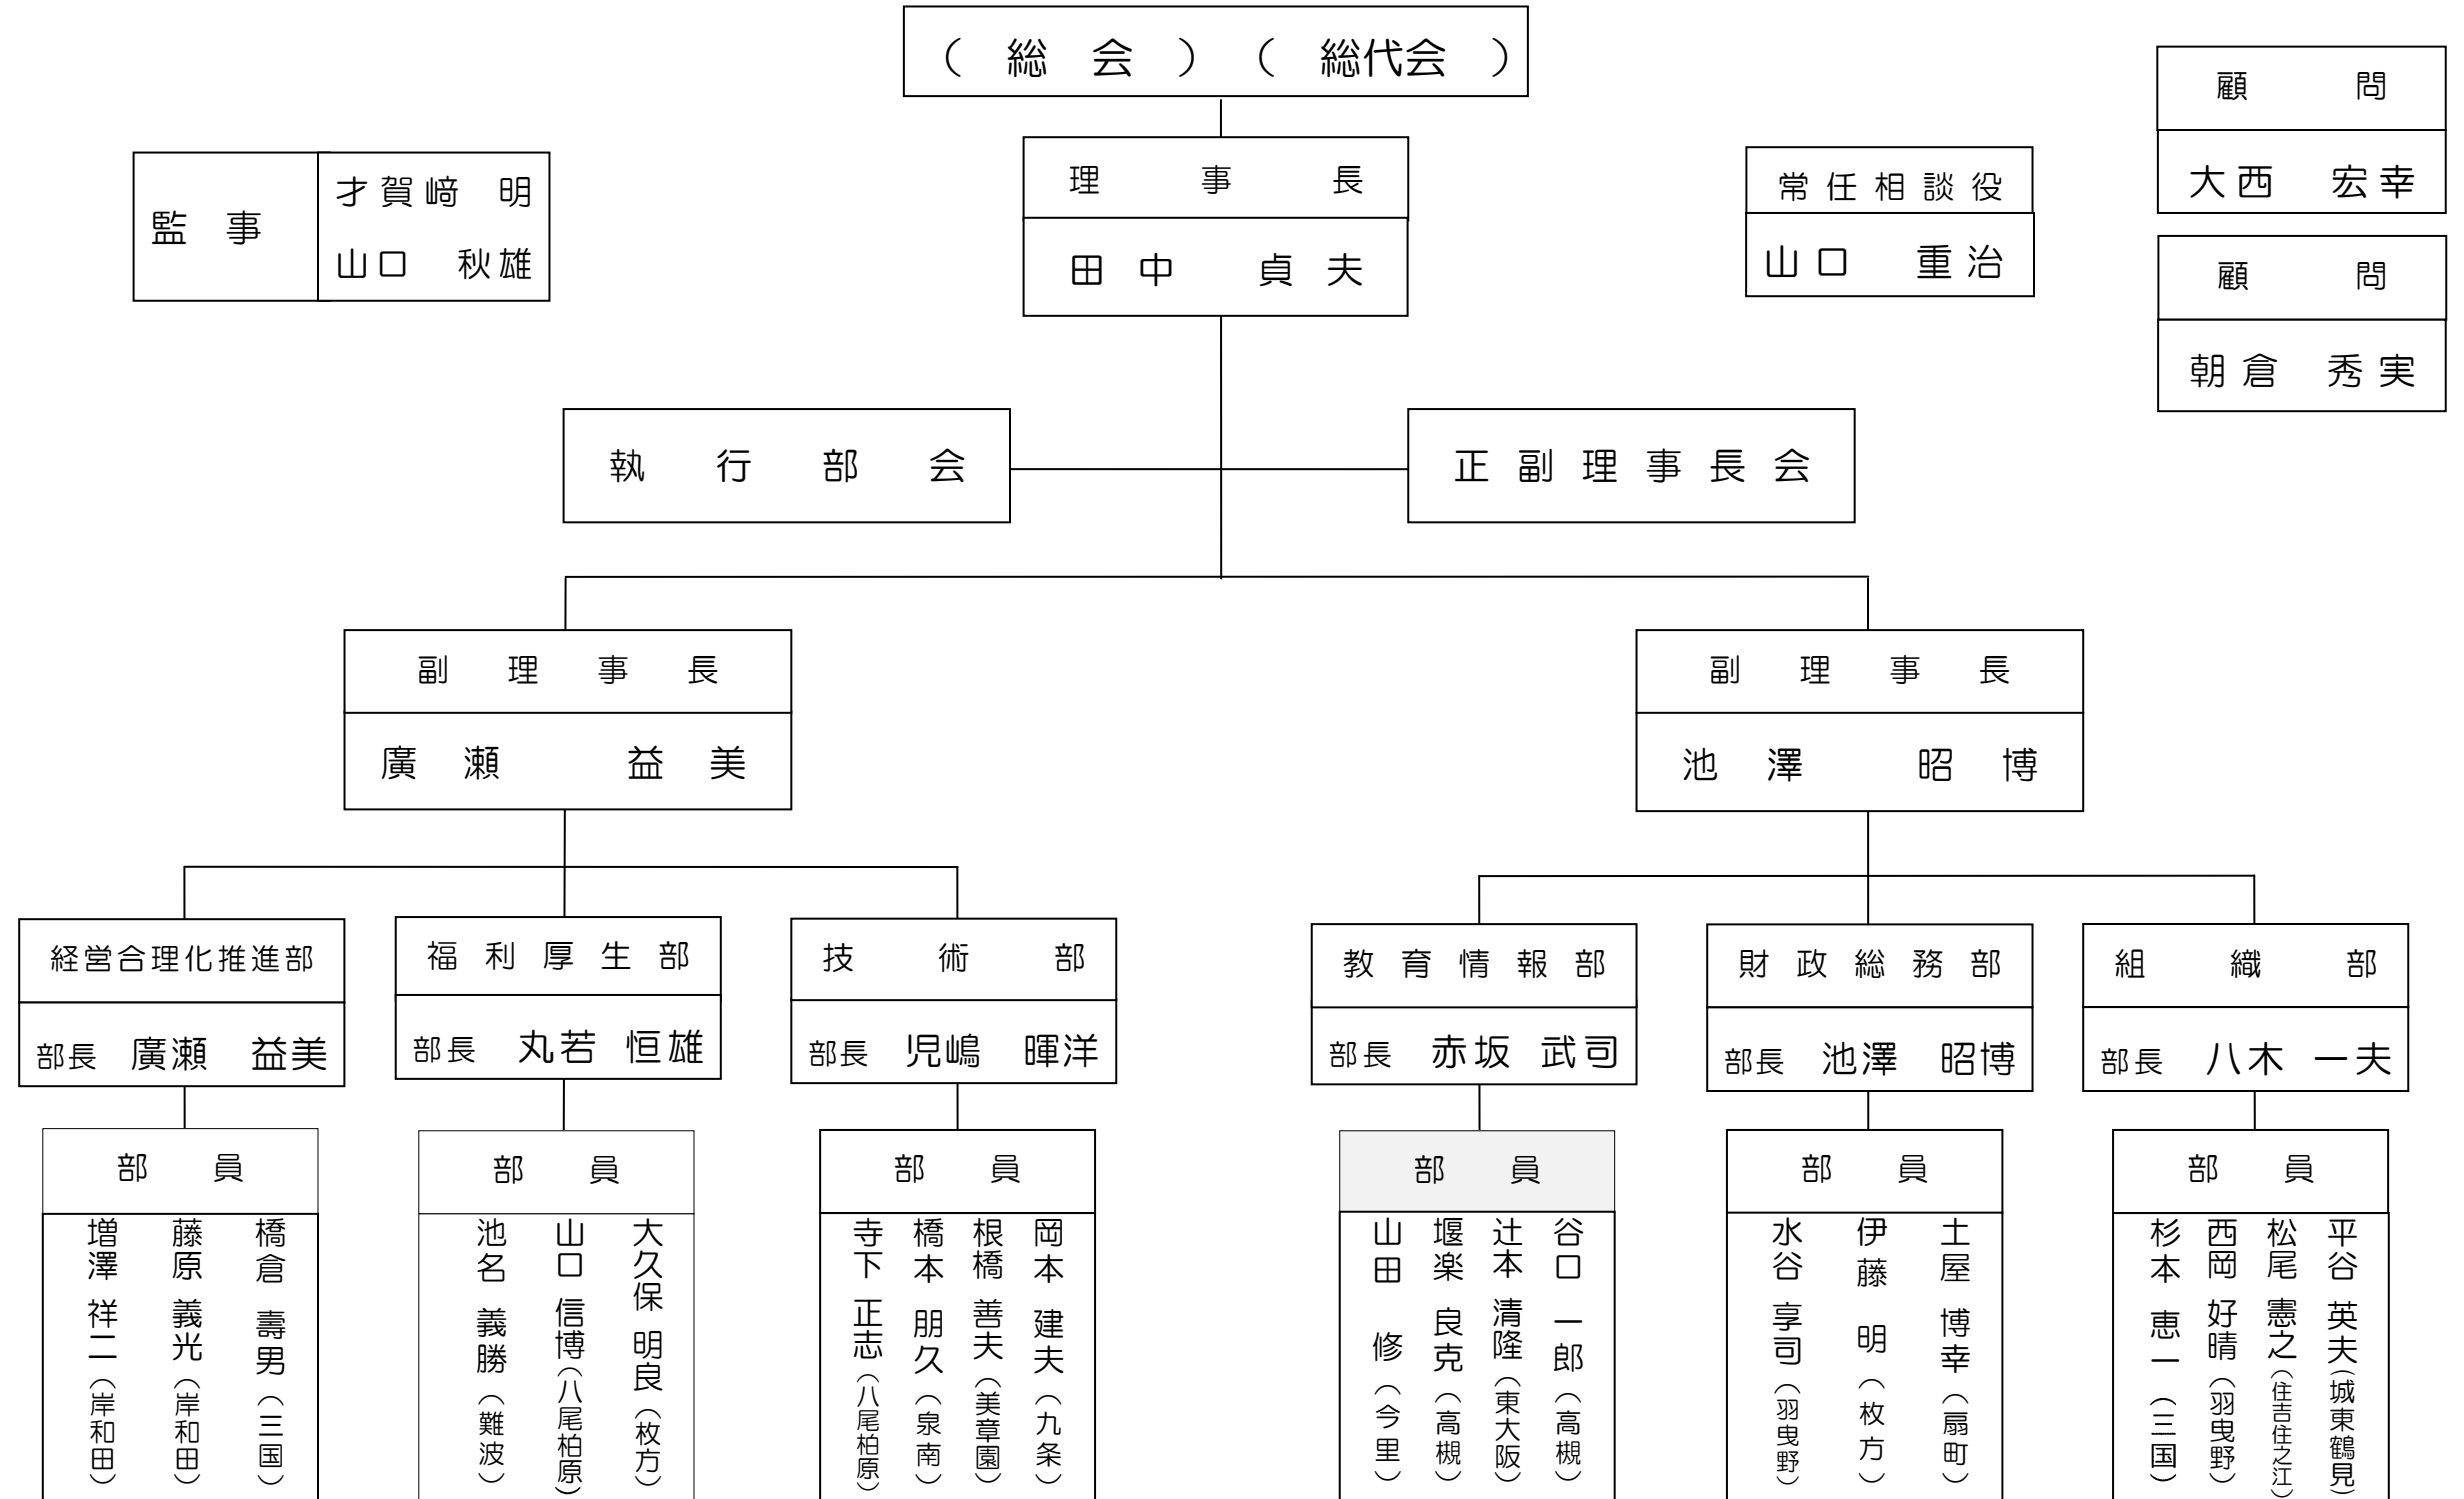 （　総　会　）（　総代会　）
理事長
田中　貞夫
監　事
才賀﨑　明
山口　秋雄
常任相談役
山口　重治
顧問
大西　宏幸
顧問
朝倉　秀実
執行部会
正副理事長会
副理事長
廣瀬　益美
副理事長
池澤　昭博
経営合理化推進部
部長　廣瀬　益美
部員
橋倉　壽男（三国）
藤原　義光（岸和田）
増澤　祥二（岸和田）
福利厚生部
部長　丸若　恒雄
部員
大久保　明良（枚方）
山口　信博（八尾柏原）
池名　義勝（難波）
技術部
部長　児嶋　暉洋
部員
岡本　建夫（九条）
根橋　善夫（美章園）
橋本　朋久（泉南）
寺下　正志（八尾柏原）
教育情報部
部長　赤坂　武司
部員
谷口　一郎（高槻）
辻本　清隆（東大阪）
堰楽　良克（高槻）
山田　修（今里）
財政総務部
部長　池澤　昭博
部員
土屋　博幸（扇町）
伊藤　明（枚方）
水谷　享司（羽曳野）
組織部
部長　八木　一夫
部員
平谷　英夫（城東鶴見）
松尾　憲之（住吉住之江）
西岡　好晴（羽曳野）
杉本　恵一（三国）